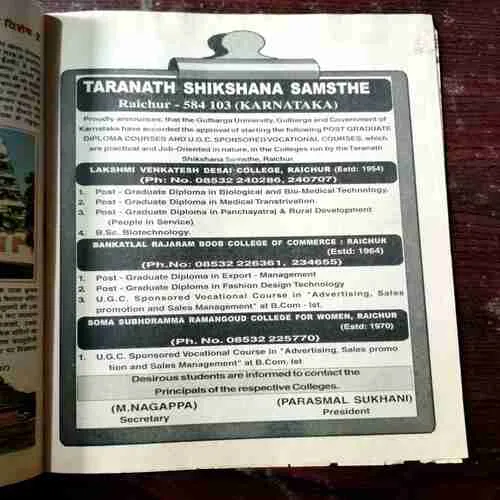 विशेष है
TARANATH SHIKSHANA SAMSTHE
Raichur - 584 103 (KARNATAKA)
Proudly announces, that the Gulbarga University, Gulbarga and Government of
Karnataka have accorded the approval of starting the following POST GRADUATE
DIPLOMA COURSES AND U.G.C. SPONSORED VOCATIONAL COURSES, which
are practical and Job-Oriented in nature, in the Colleges run by the Taranath
Shikshana Samsthe, Raichur.
LAKSHMI VENKATESH DESAI COLLEGE, RAICHUR (Estd: 1954)
(Ph: No. 08532 240286, 240707)
1. Post - Graduate Diploma in Biological and Bio-Medical Technology.
2. Post - Graduate Diploma in Medical Transtrivation.
3. Post - Graduate Diploma in Panchayatraj & Rural Development
(People in Service)
4. B.Sc. Biotechnology.
BANKATLAL RAJARAM BOOB COLLEGE OF COMMERCE : RAICHUR
(Estd: 1964)
(Ph.No: 08532 226361, 234655)
1. Post - Graduate Diploma in Export - Management
2. Post - Graduate Diploma in Fashion Design Technology
3. U.G.C. Sponsored Vocational Course in "Advertising, Sales
promotion and Sales Management" at B.Com - Ist.
SOMA SUBHDRAMMA RAMANGOUD COLLEGE FOR WOMEN, RAICHUR
(Estd: 1970)
(Ph. No. 08532 225770)
1. U.G.C. Sponsored Vocational Course in "Advertising, Sales promo
tion and Sales Management" at B.Com. Ist.
Desirous students are informed to contact the
Principals of the respective Colleges.
(M.NAGAPPA) (PARASMAL SUKHANI)
Secretary President